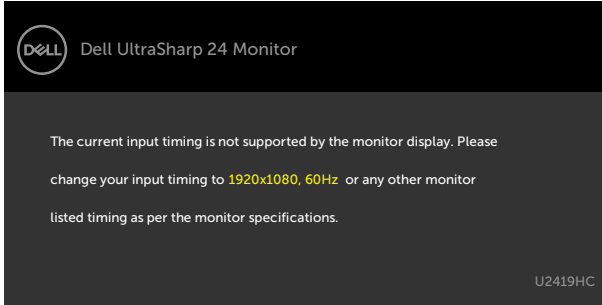 DELL
Dell UltraSharp 24 Monitor
The current input timing is not supported by the monitor display. Please
change your input timing to 1920x1080, 60Hz or any other monitor
listed timing as per the monitor specifications.
U2419HC